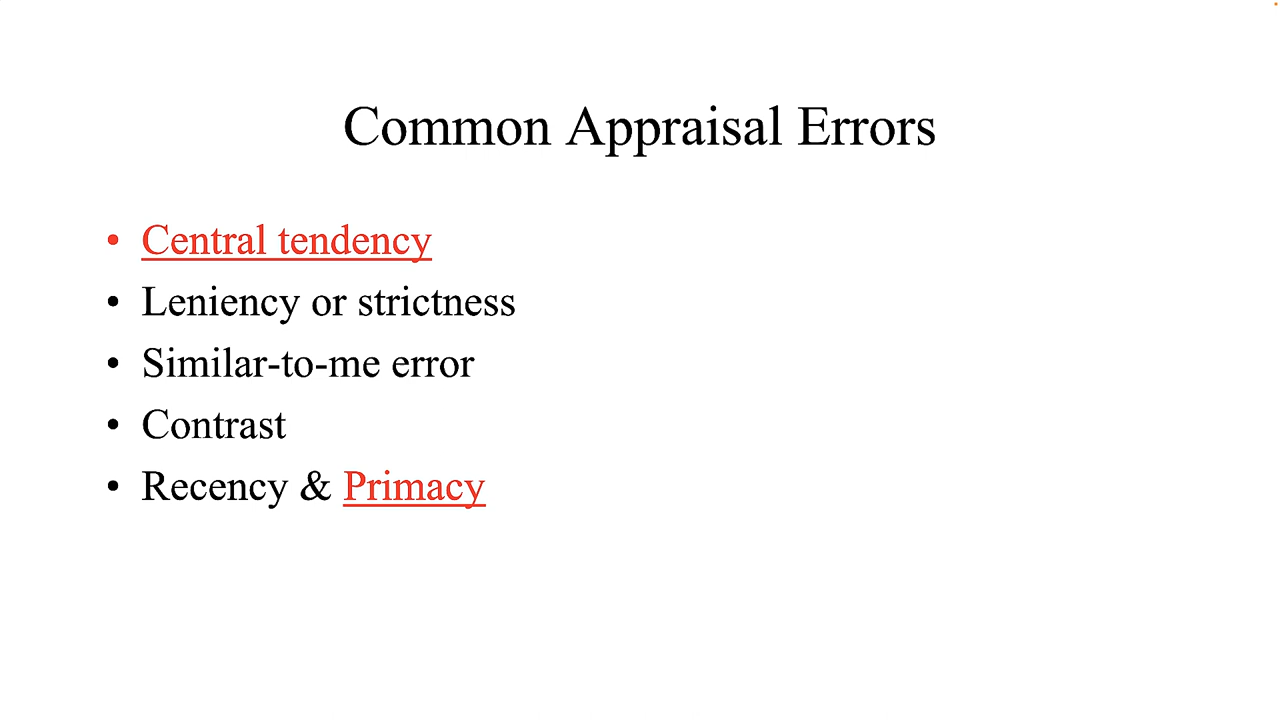 Common Appraisal Errors
• Central tendency
• Leniency or strictness
• Similar-to-me error
• Contrast
• Recency & Primacy